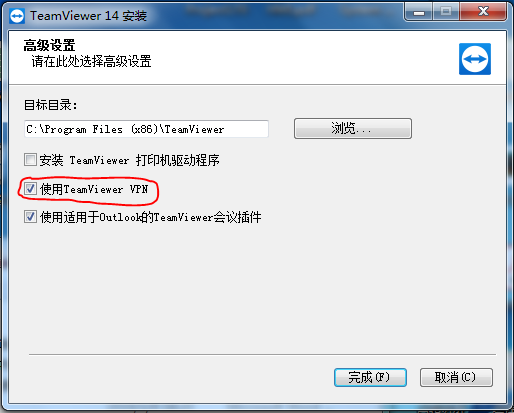 TeamViewer 14 安装
高级设置
请在此处选择高级设置
目标目录：
C:\Program Files (x86)\TeamViewer
浏览...
安装 TeamViewer 打印机驱动程序
使用TeamViewer VPN
使用适用于Outlook的TeamViewer会议插件
完成(F)
取消(C)